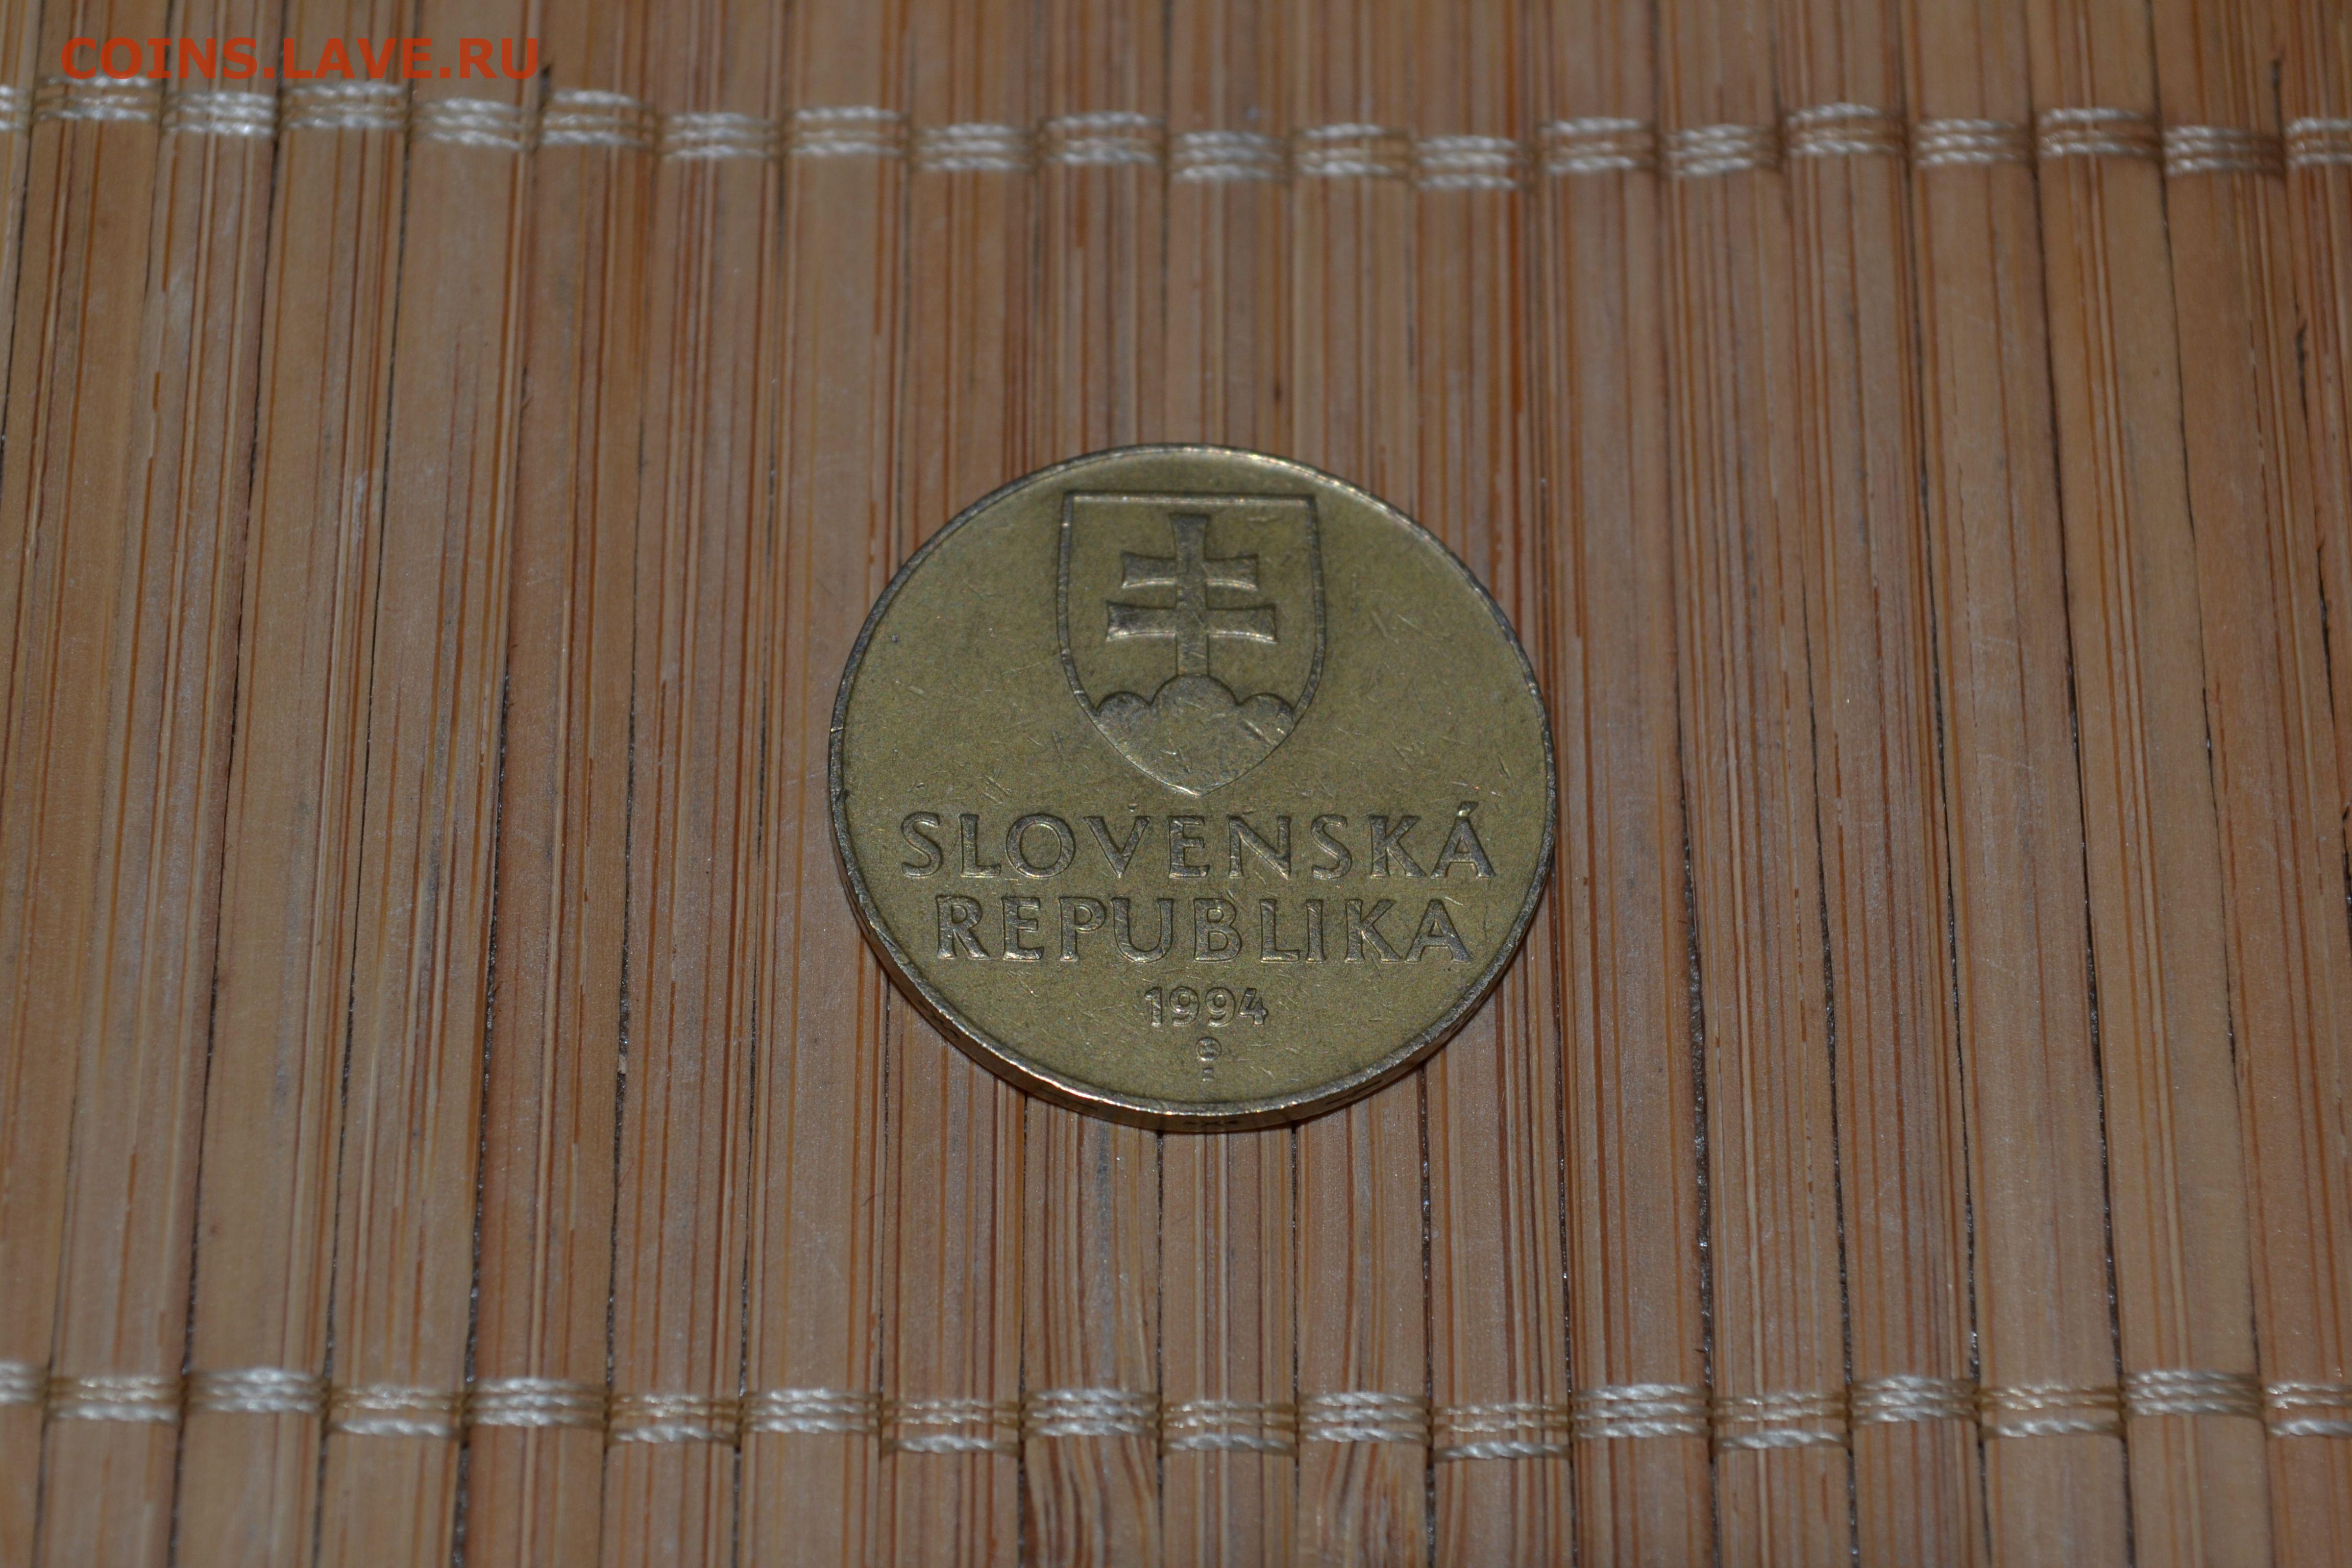 COINS.LAVE.RU
SLOVENSKÁ
REPUBLIKA
1994